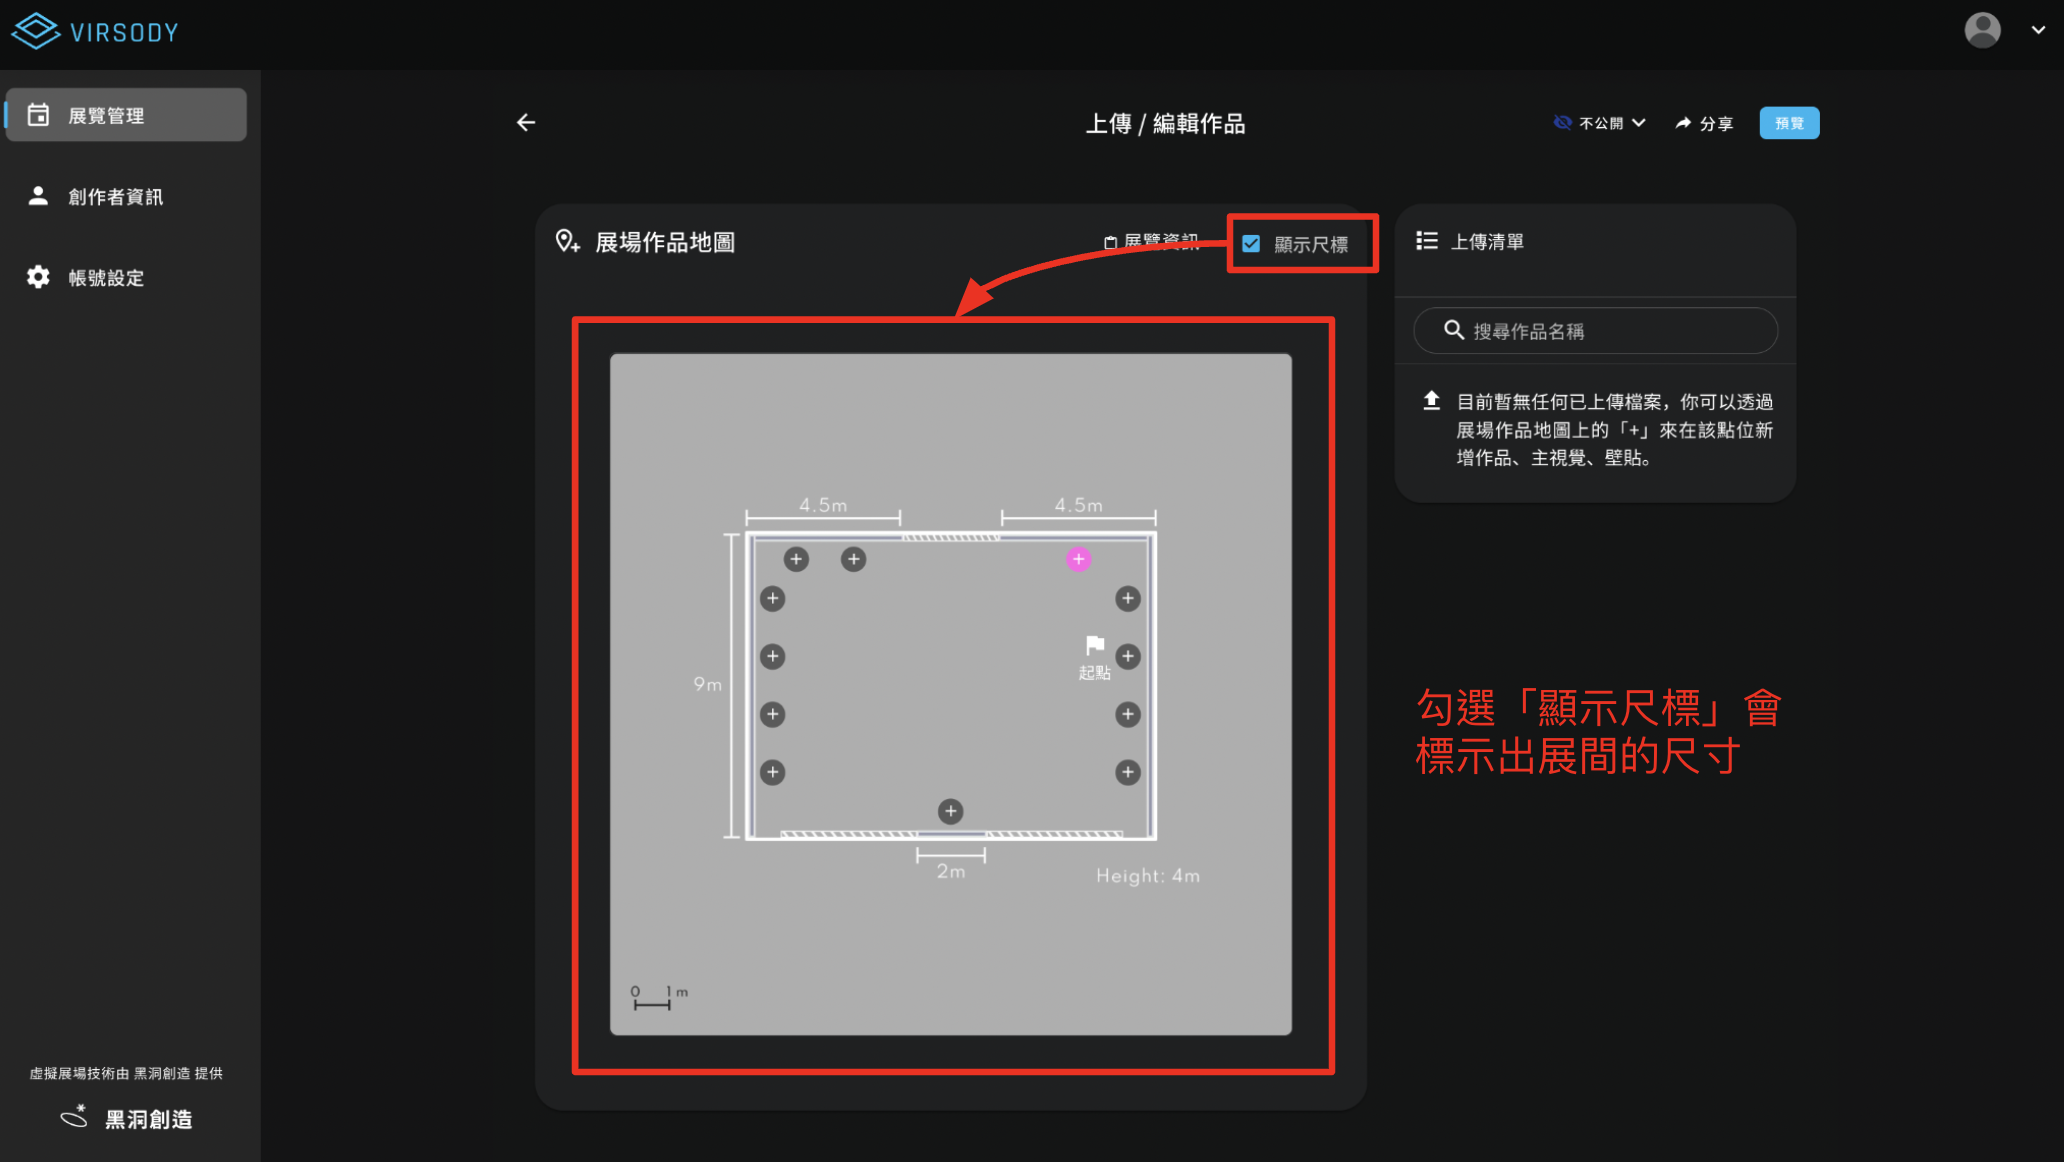 VIRSODY
展覽管理
創作者資訊
帳號設定
上傳 / 編輯作品
不公開
分享
預覽
展場作品地圖
展覽資訊
顯示尺標
上傳清單
搜尋作品名稱
目前暫無任何已上傳檔案，你可以透過
展場作品地圖上的「+」來在該點位新
增作品、主視覺、壁貼。
4.5m
4.5m
9m
起點
2m
Height: 4m
0 1 m
勾選「顯示尺標」會
標示出展間的尺寸
虛擬展場技術由 黑洞創造 提供
黑洞創造